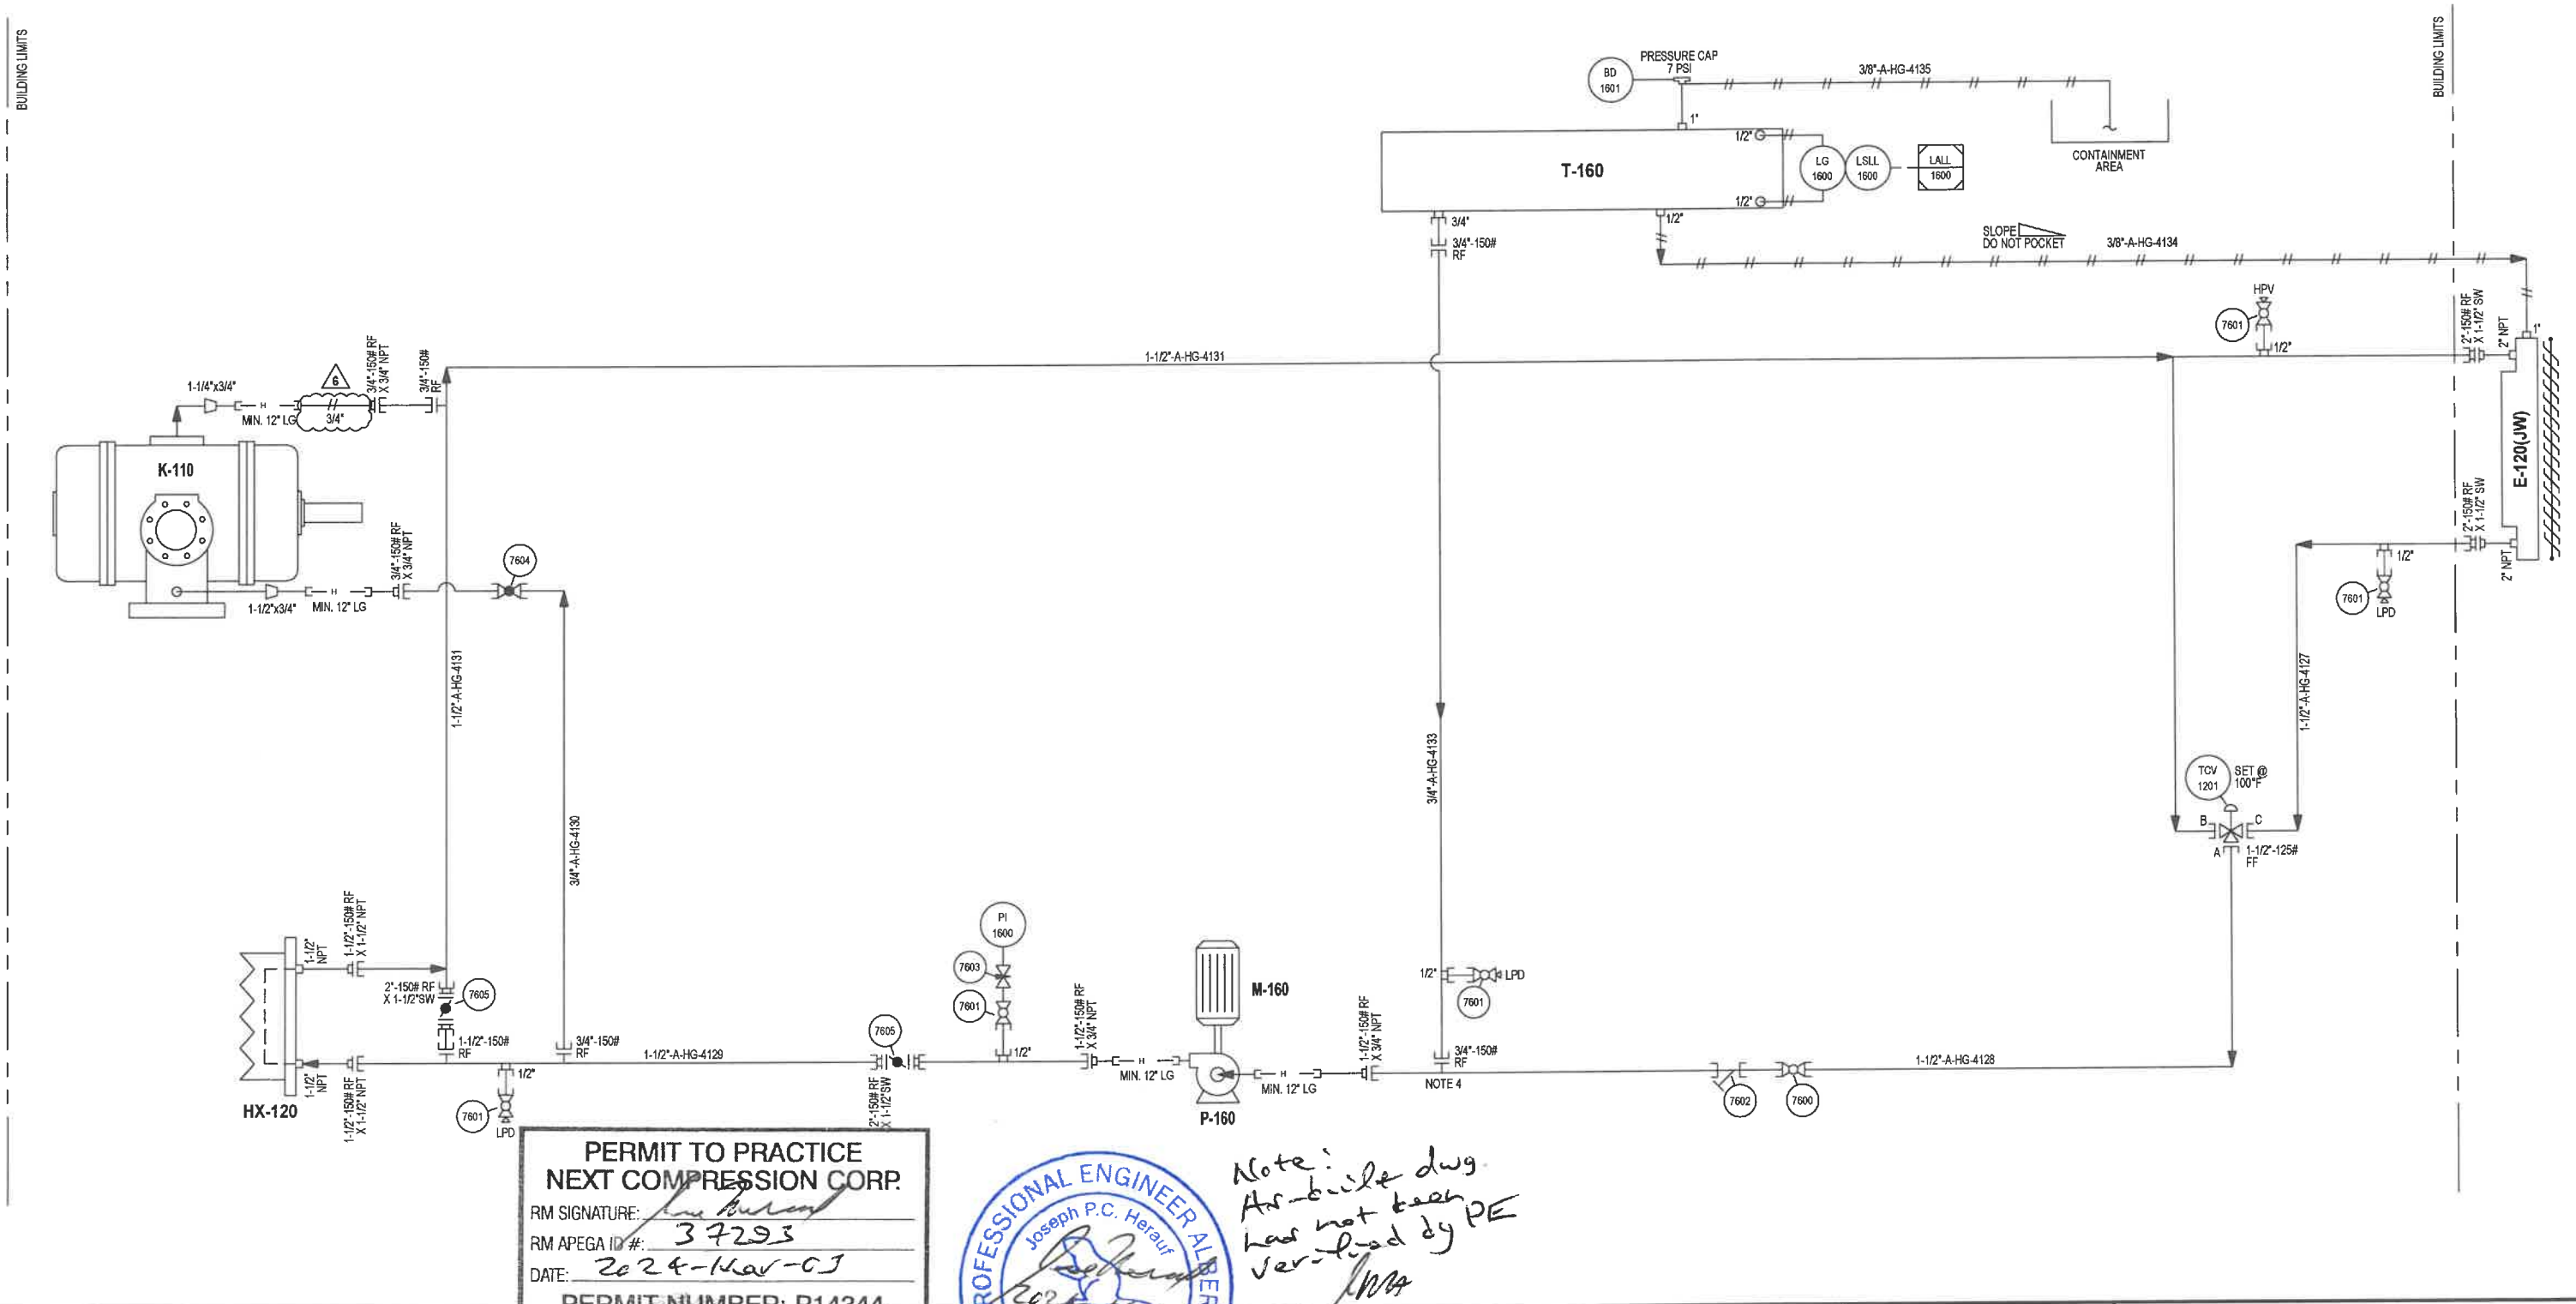 BUILDING LIMITS
BUILDING LIMITS
BD
1601
PRESSURE CAP
7 PSI
3/8"-A-HG-4135
1"
CONTAINMENT
AREA
T-160
1/2"
1/2"
LG
1600
LSLL
1600
LALL
1600
3/4"
3/4"-150#
RF
1/2"
SLOPE
DO NOT POCKET
3/8"-A-HG-4134
HPV
7601
1/2"
2"-150# RF
X 1-1/2" SW
2" NPT
1"
1-1/2"-A-HG-4131
1-1/4"x3/4"
MIN. 12" LG
6
3/4"
3/4"-150# RF
X 3/4" NPT
3/4"-150#
RF
K-110
E-120(JW)
3/4"-150# RF
X 3/4" NPT
7604
1-1/2"x3/4"
MIN. 12" LG
2"-150# RF
X 1-1/2" SW
2" NPT
1/2"
7601
LPD
1-1/2"-A-HG-4131
3/4"-A-HG-4130
3/4"-A-HG-4133
1-1/2"-A-HG-4127
TCV
1201
SET @
100°F
B
C
A
1-1/2"-125#
FF
1-1/2"
NPT
1-1/2"-150# RF
X 1-1/2" NPT
2"-150# RF
X 1-1/2"SW
7605
1-1/2"-150#
RF
3/4"-150#
RF
1-1/2"-A-HG-4129
1-1/2"
NPT
1-1/2"-150# RF
X 1-1/2" NPT
HX-120
1/2"
7601
LPD
7605
2"-150# RF
X 1-1/2"SW
PI
1600
7603
7601
1/2"
1-1/2"-150# RF
X 3/4" NPT
MIN. 12" LG
M-160
P-160
MIN. 12" LG
1-1/2"-150# RF
X 3/4" NPT
1/2"
LPD
7601
3/4"-150#
RF
NOTE 4
7602
7600
1-1/2"-A-HG-4128
PERMIT TO PRACTICE
NEXT COMPRESSION CORP.
RM SIGNATURE:
RM APEGA ID #: 37293
DATE: 2024-Mar-
PERMIT NUMBER: P14344
PROFESSIONAL ENGINEER ALBER
Joseph P.C. Herauf
Note:
As-built dwg
has not been
verified by PE